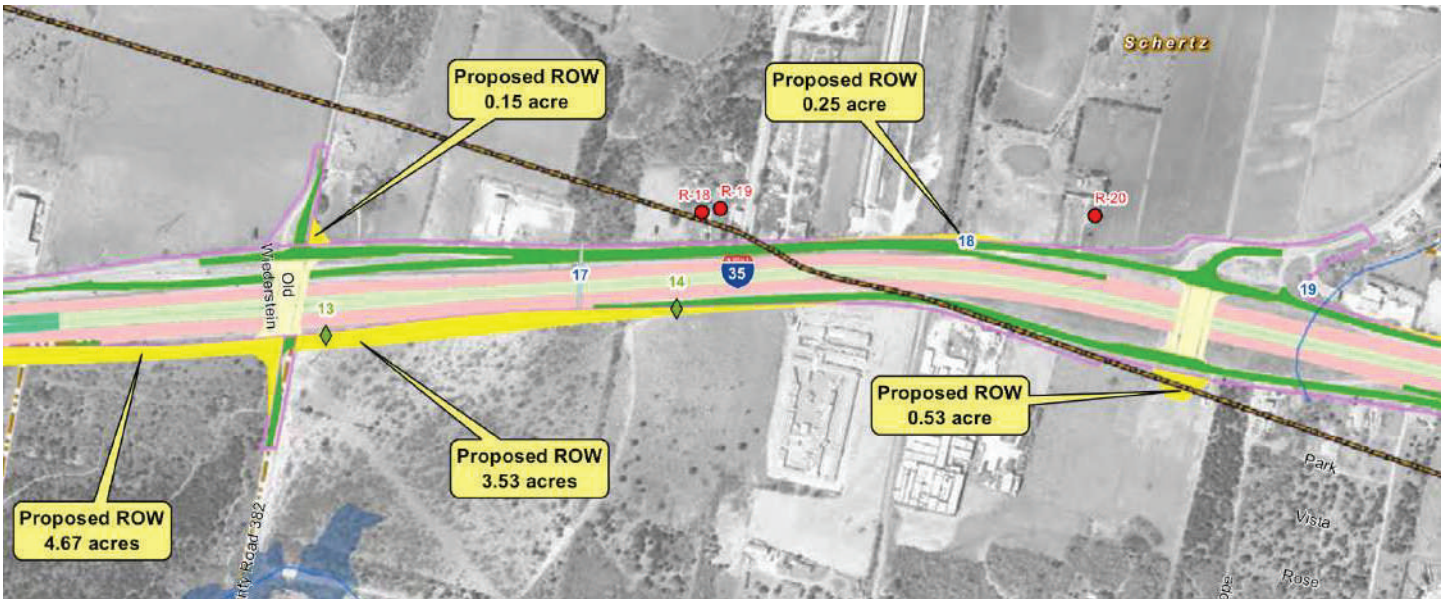 Schertz
Proposed ROW
0.15 acre
Proposed ROW
0.25 acre
R-18
R-19
R-20
Old
Wiederstein
17
14
35
18
19
13
Proposed ROW
0.53 acre
Proposed ROW
3.53 acres
Proposed ROW
4.67 acres
Road 382
Park
Vista
Rose